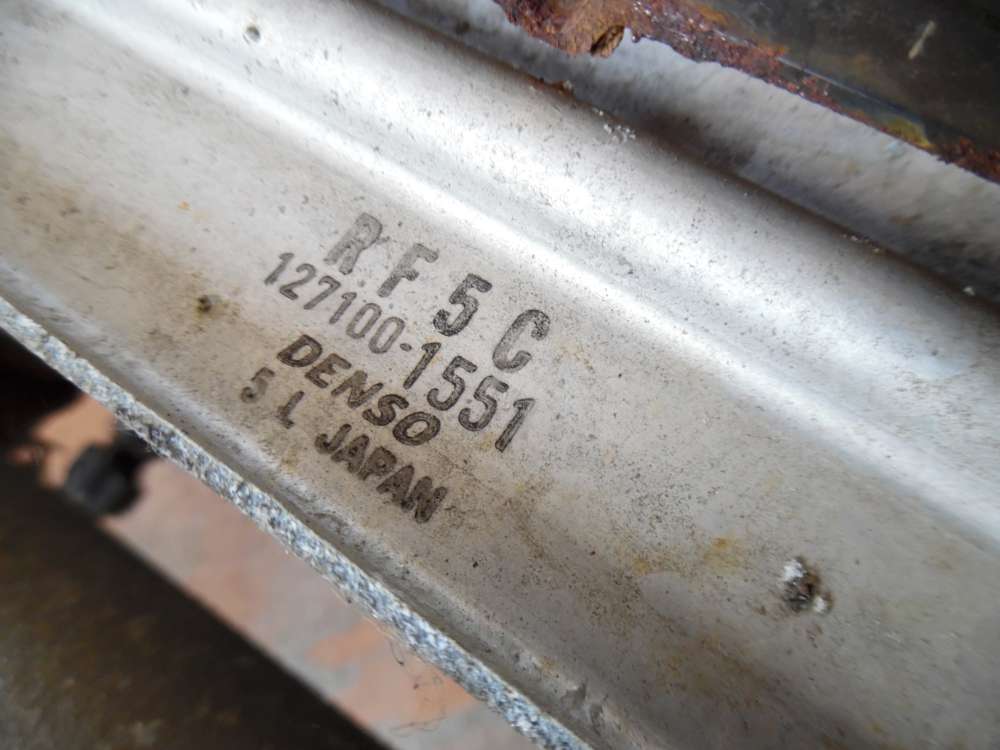 RF5C
127100-1551
DENSO
5L JAPAN